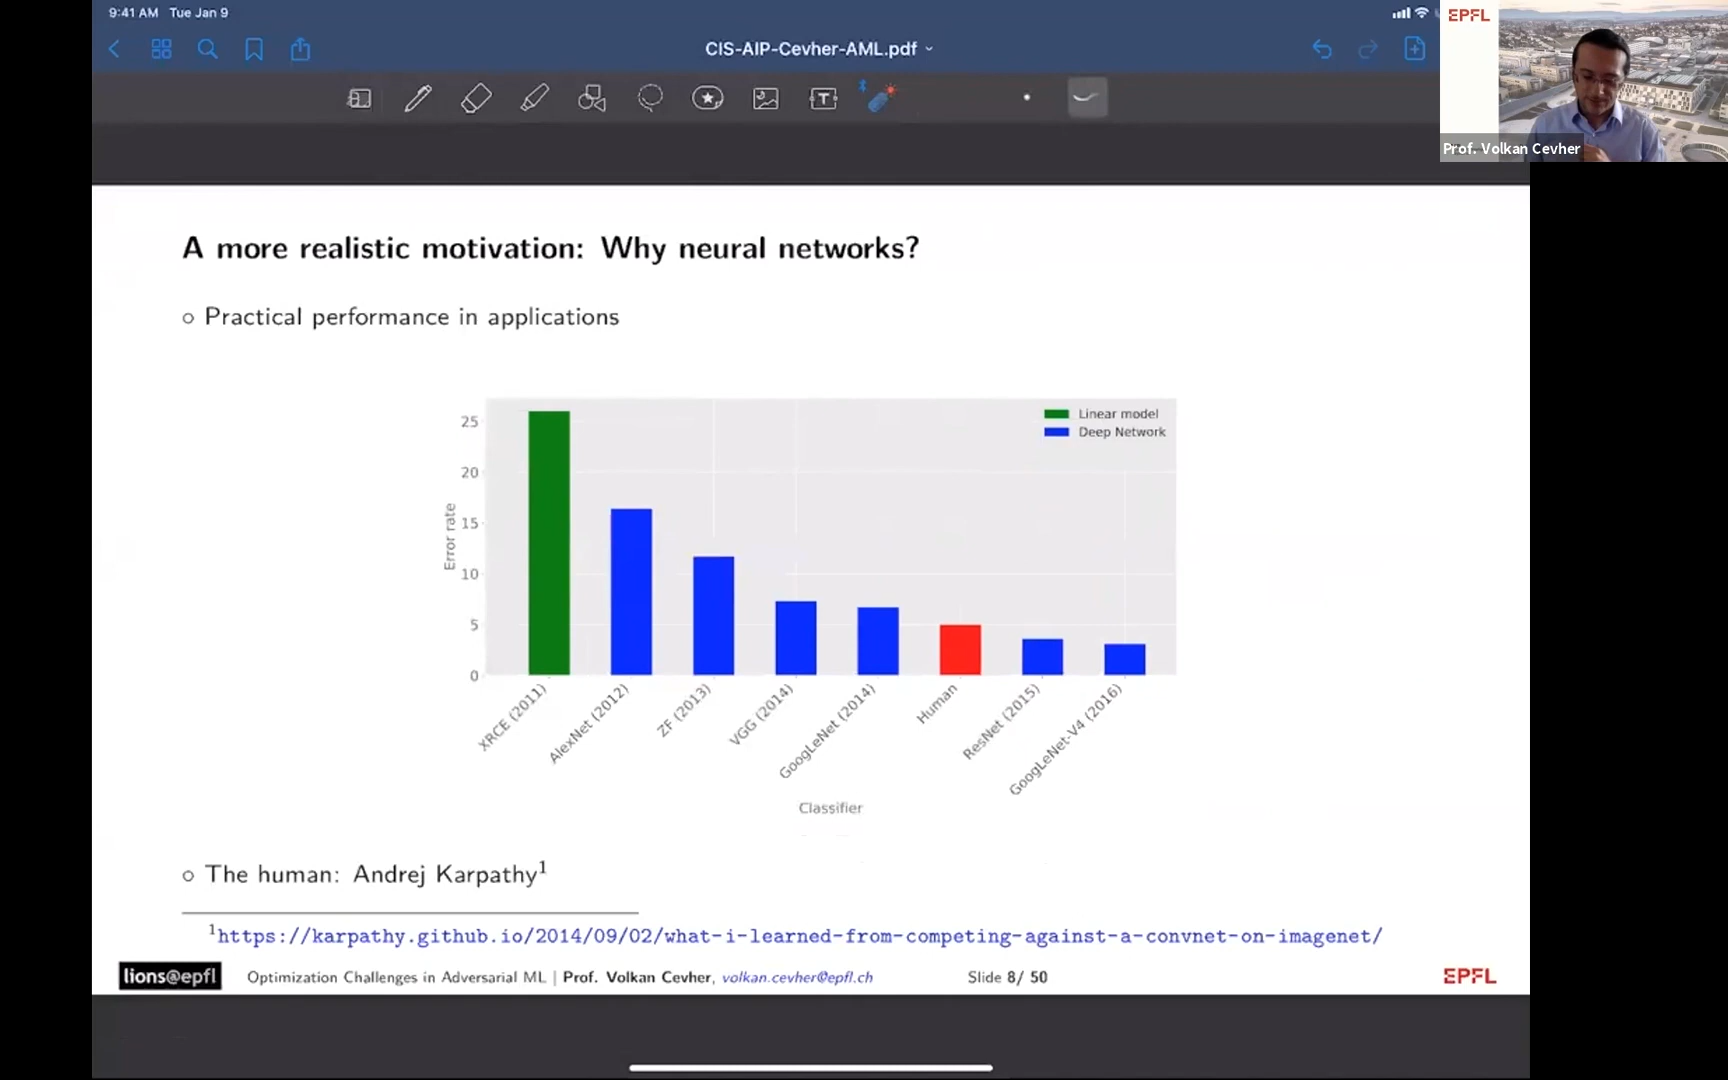 9:41 AM Tue Jan 9
CIS-AIP-Cevher-AML.pdf
EPFL
Prof. Volkan Cevher
A more realistic motivation: Why neural networks?
Practical performance in applications
Linear model
Deep Network
Error rate
25
20
15
10
5
0
XRCE (2011)
AlexNet (2012)
ZF (2013)
VGG (2014)
GoogLeNet (2014)
Human
ResNet (2015)
GoogLeNet-V4 (2016)
Classifier
The human: Andrej Karpathy¹
¹https://karpathy.github.io/2014/09/02/what-i-learned-from-competing-against-a-convnet-on-imagenet/
lions@epfl Optimization Challenges in Adversarial ML | Prof. Volkan Cevher, volkan.cevher@epfl.ch Slide 8/ 50 EPFL